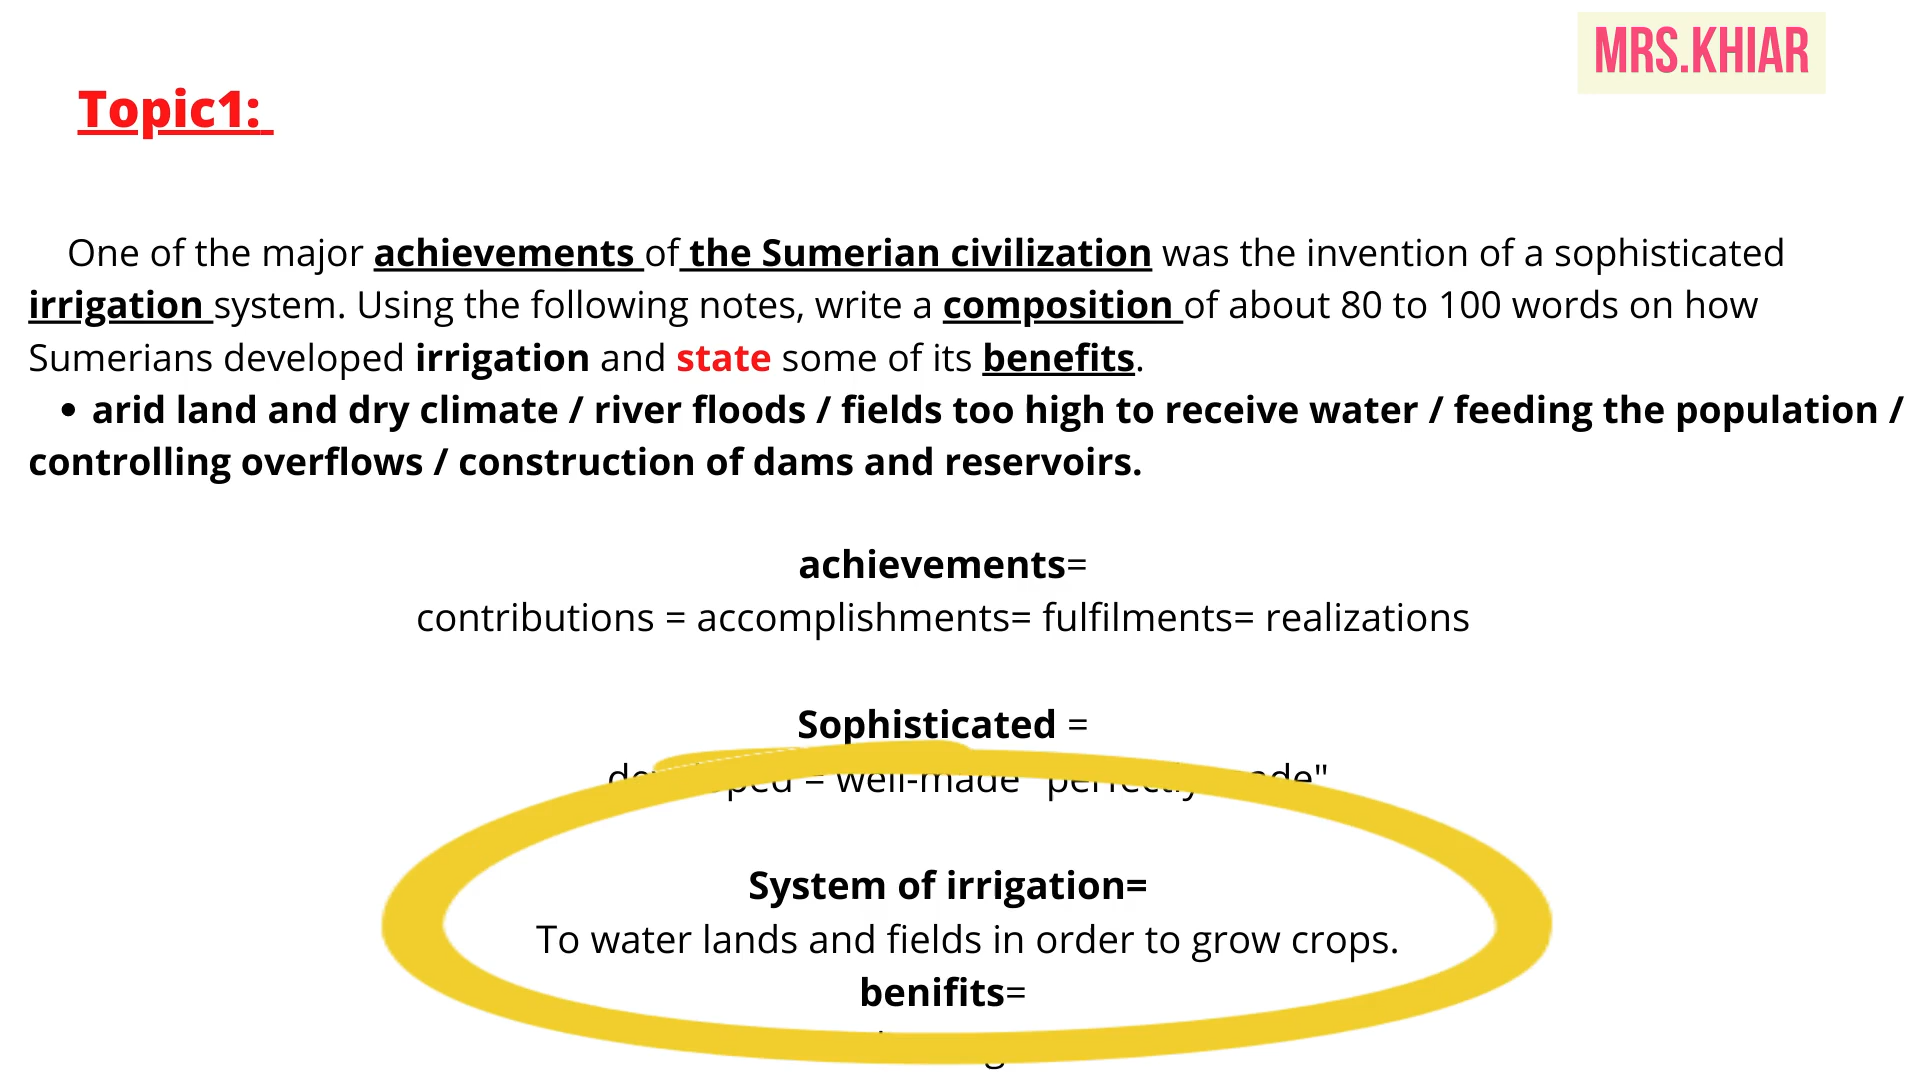 MRS.KHIAR
Topic1:
One of the major achievements of the Sumerian civilization was the invention of a sophisticated
irrigation system. Using the following notes, write a composition of about 80 to 100 words on how
Sumerians developed irrigation and state some of its benefits.
• arid land and dry climate / river floods / fields too high to receive water / feeding the population /
controlling overflows / construction of dams and reservoirs.
achievements=
contributions = accomplishments= fulfilments= realizations
Sophisticated =
= well-made
System of irrigation=
To water lands and fields in order to grow crops.
benifits=